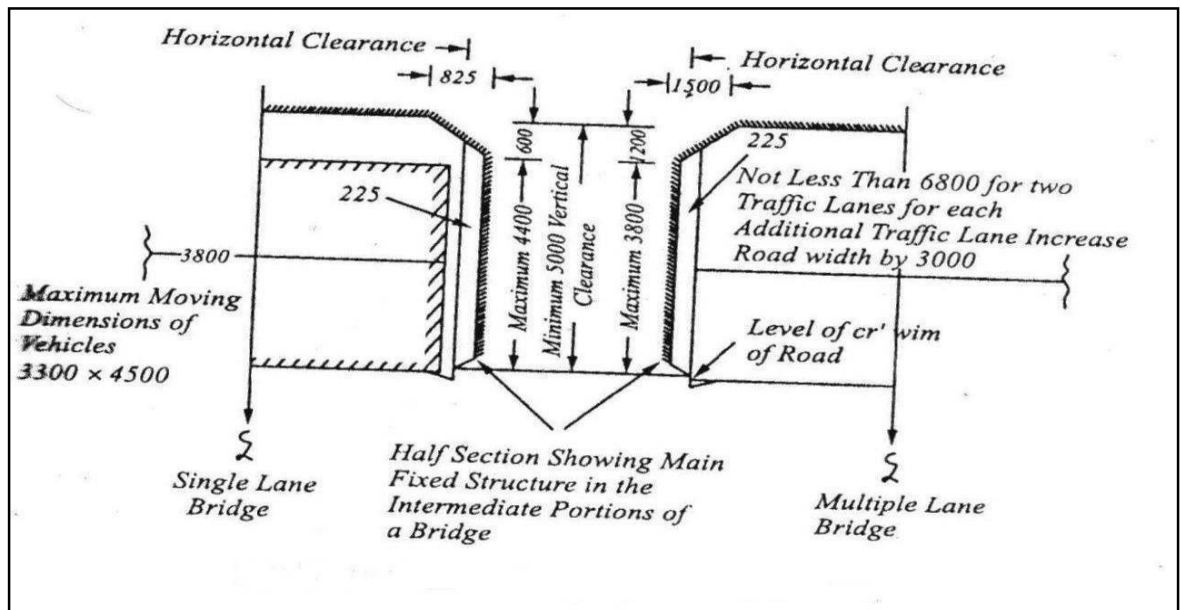 Horizontal Clearance
Horizontal Clearance
825
1500
600
1200
225
225
Maximum 4400
Minimum 5000 Vertical
Clearance
Maximum 3800
Not Less Than 6800 for two
Traffic Lanes for each
Additional Traffic Lane Increase
Road width by 3000
3800
Maximum Moving
Dimensions of
Vehicles
3300 × 4500
Level of cr' wim
of Road
Half Section Showing Main
Fixed Structure in the
Intermediate Portions of
a Bridge
Single Lane
Bridge
Multiple Lane
Bridge